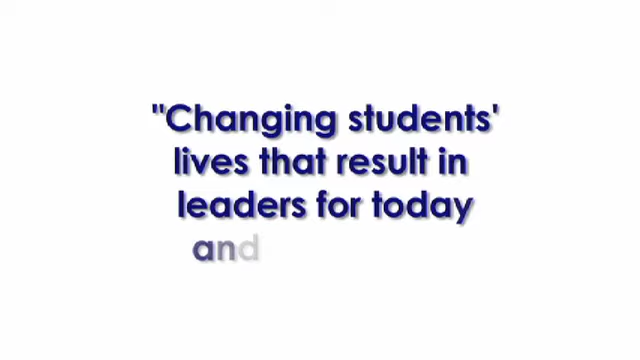 "Changing students'
lives that result in
leaders for today
and